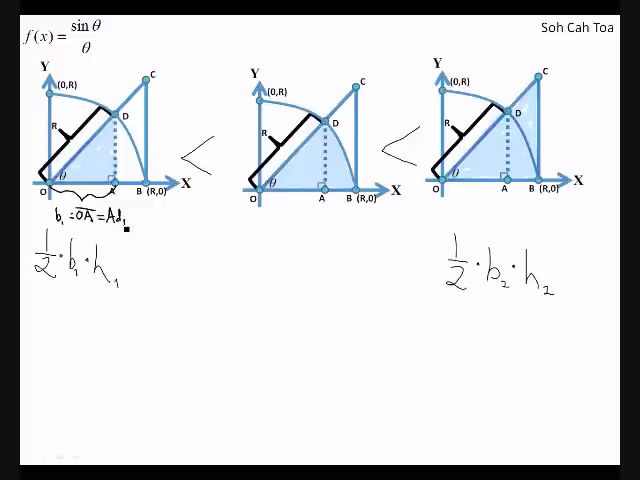 Soh Cah Toa
f(x) = sin θ / θ
Y (0,R) C D R θ O A B (R,0) X
<
Y (0,R) C D R θ O A B (R,0) X
<
Y (0,R) C D R θ O A B (R,0) X
b₁ = OA = Ad₁
1/2 · b₁ · h₁
1/2 · b₂ · h₂